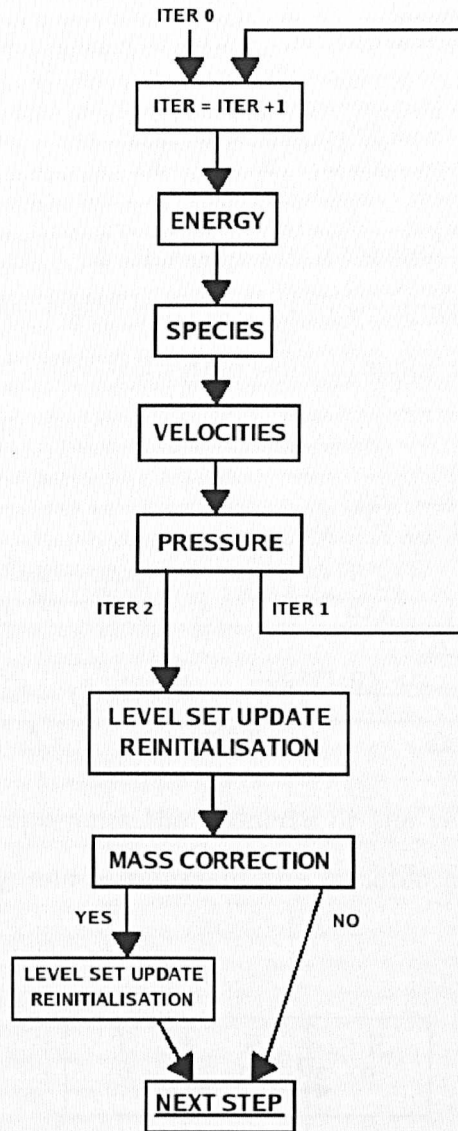 ITER 0
ITER = ITER +1
ENERGY
SPECIES
VELOCITIES
PRESSURE
ITER 2
ITER 1
LEVEL SET UPDATE
REINITIALISATION
MASS CORRECTION
YES
NO
LEVEL SET UPDATE
REINITIALISATION
NEXT STEP